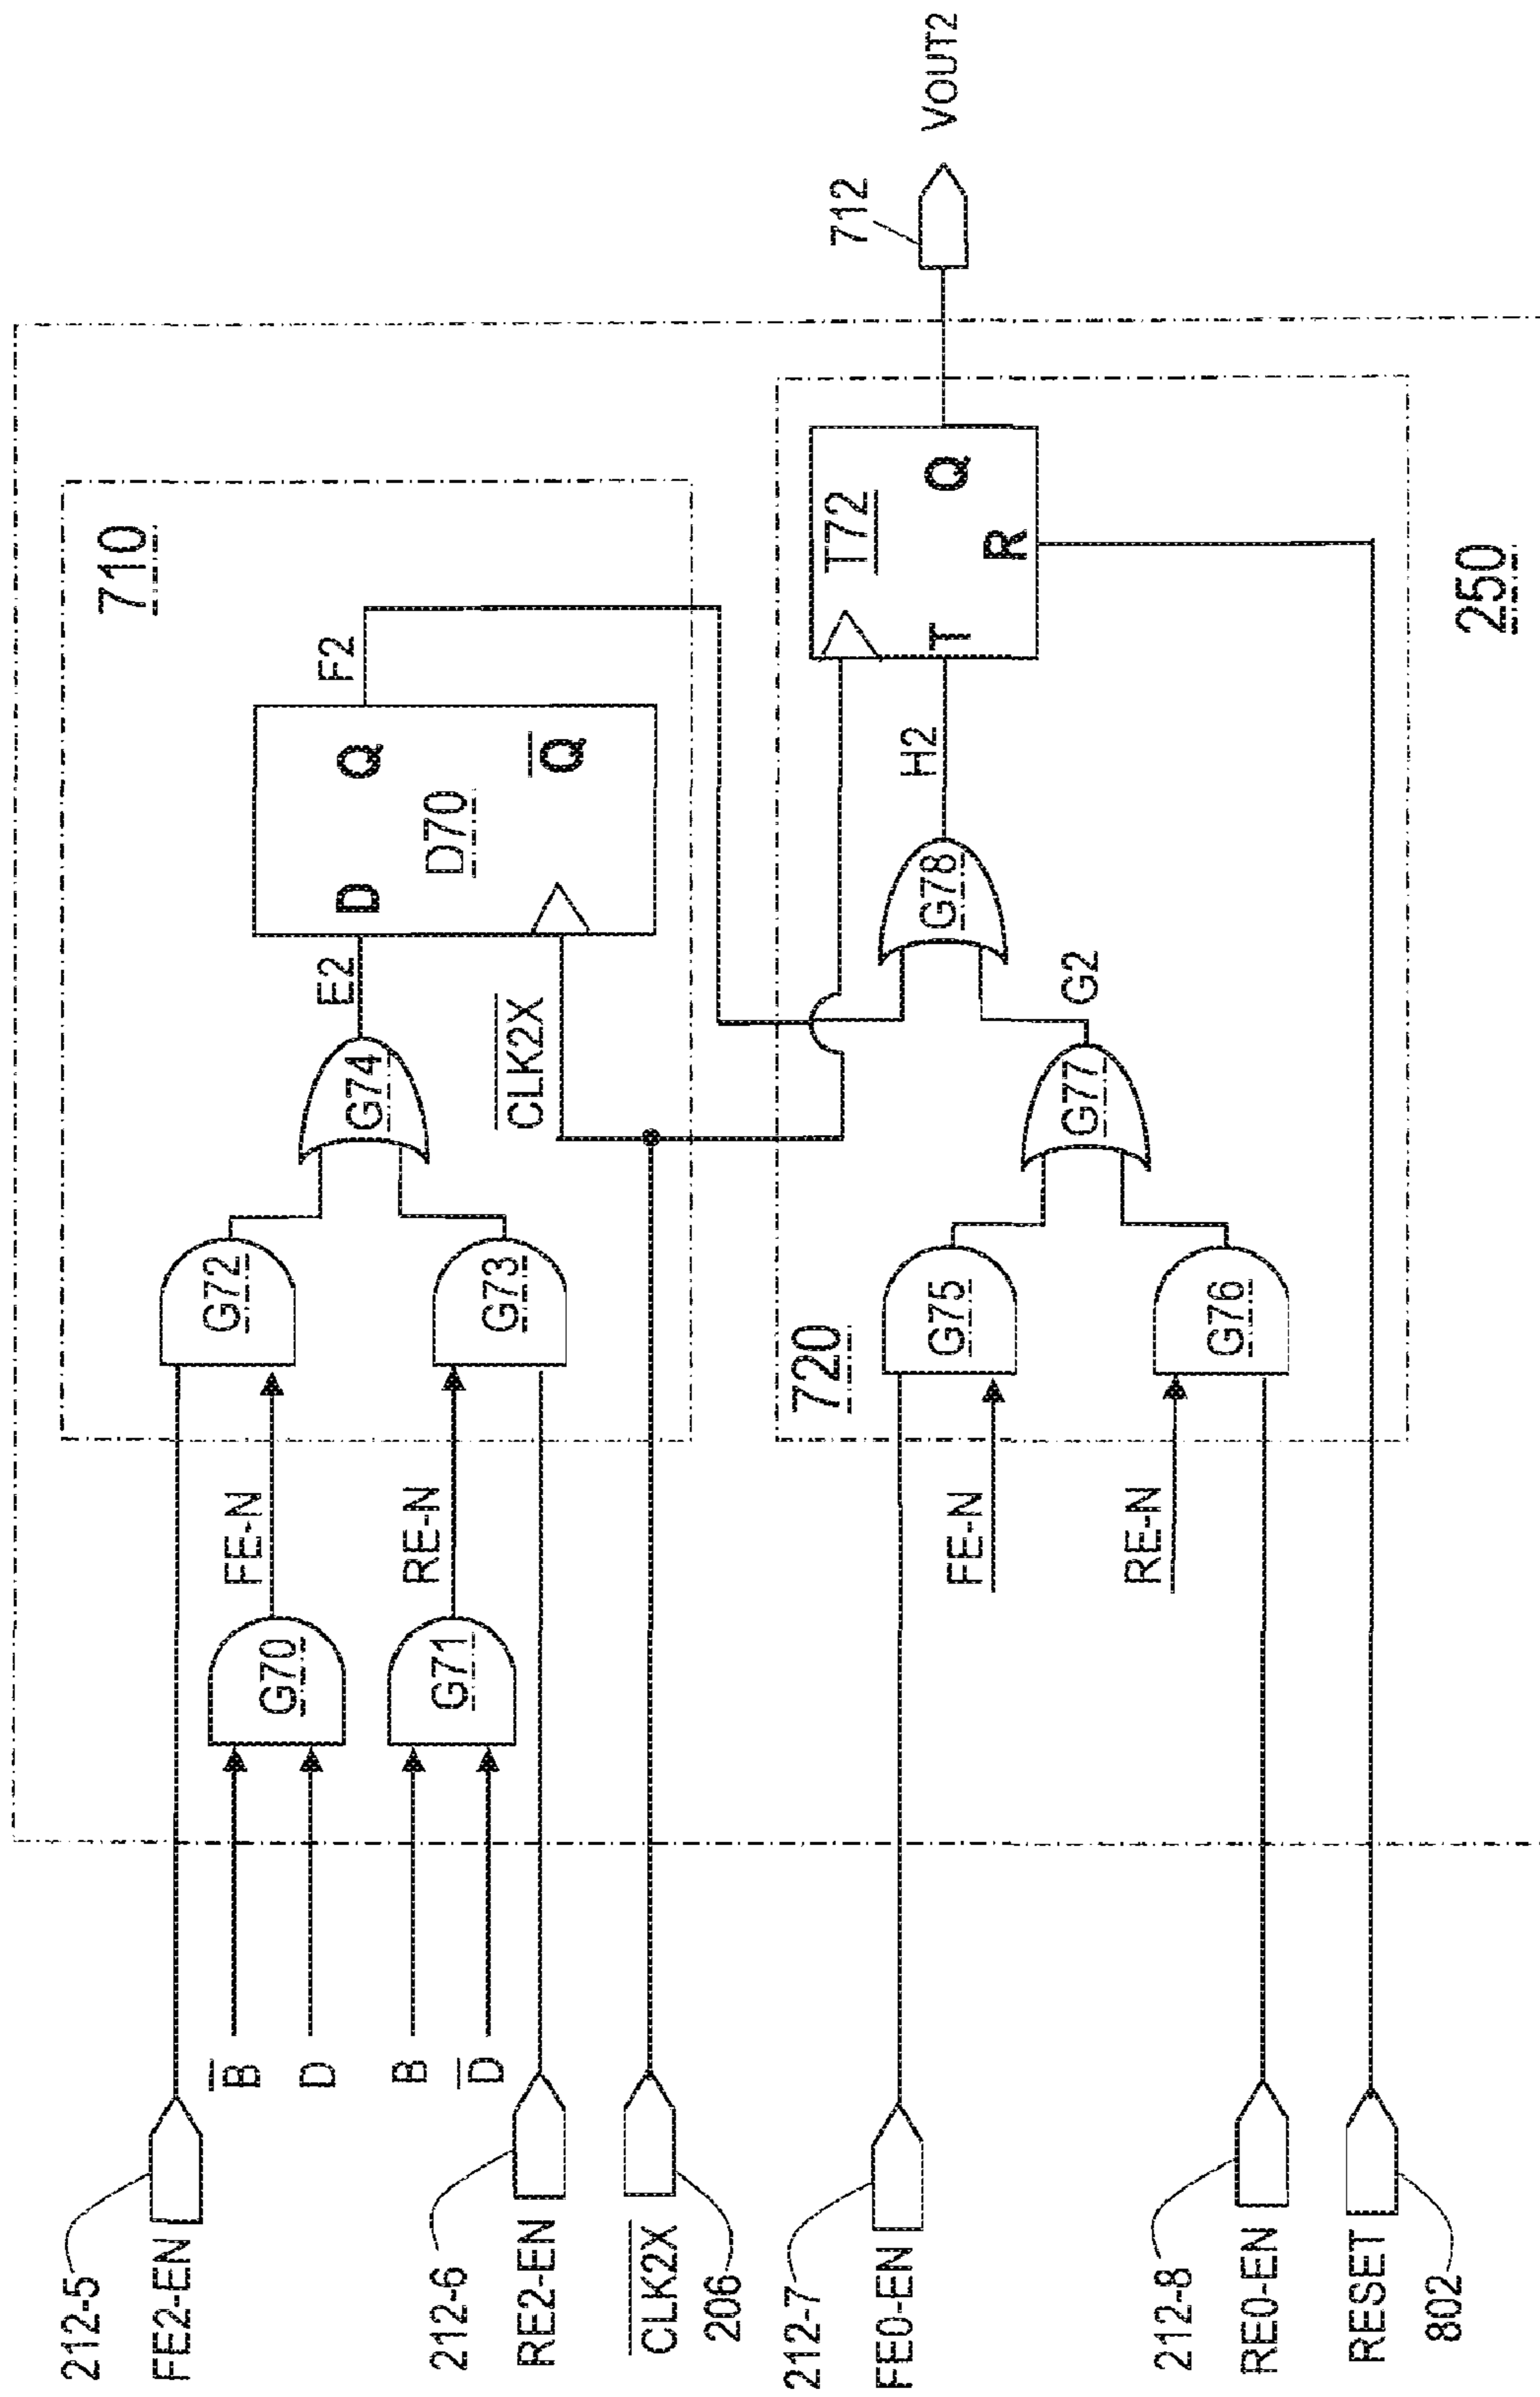 212-5
FE2-EN
B̅
D
B
D̅
212-6
RE2-EN
C̅L̅K̅2̅X̅
206
212-7
FE0-EN
212-8
RE0-EN
RESET
802
G70
FE-N
G71
RE-N
710
G72
G73
G74
E2
C̅L̅K̅2̅X̅
D
Q
D70
Q̅
F2
720
FE-N
RE-N
G75
G76
G77
G2
G78
H2
T72
T
Q
R
250
712
VOUT2